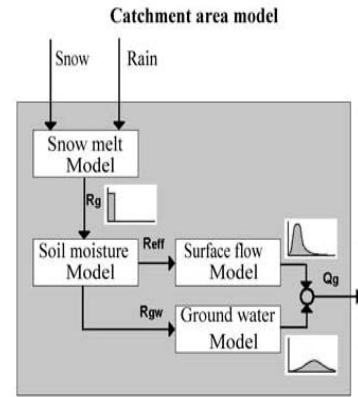 Catchment area model
Snow
Rain
Snow melt
Model
Rg
Soil moisture
Model
Reff
Surface flow
Model
Qg
Rgw
Ground water
Model